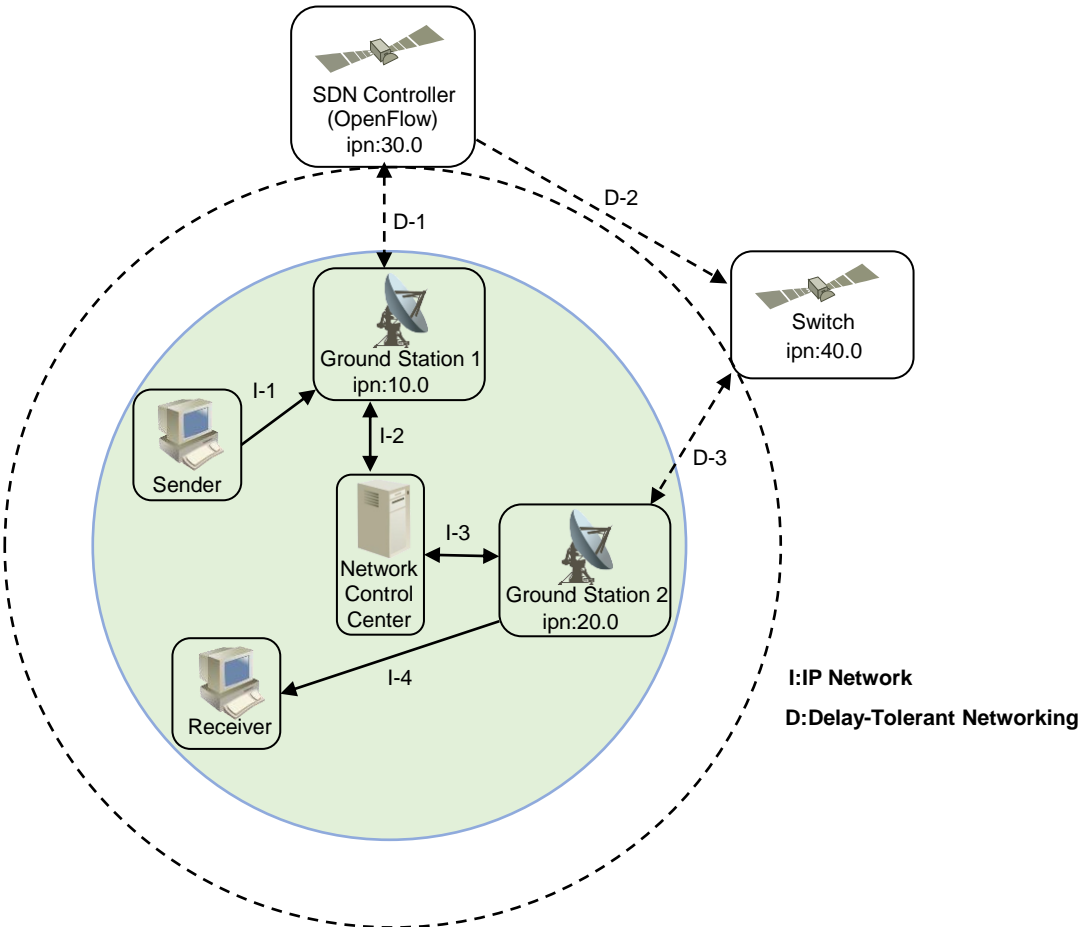 SDN Controller
(OpenFlow)
ipn:30.0
D-1
D-2
Switch
ipn:40.0
Ground Station 1
ipn:10.0
I-1
Sender
I-2
D-3
I-3
Network
Control
Center
Ground Station 2
ipn:20.0
I-4
Receiver
I:IP Network
D:Delay-Tolerant Networking